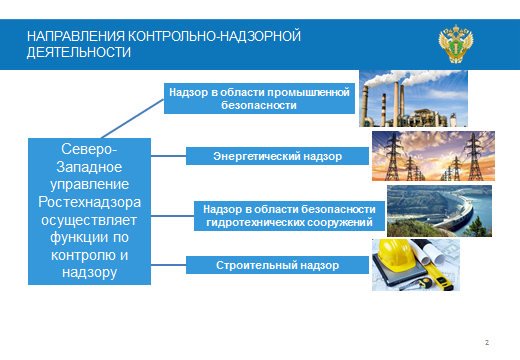 НАПРАВЛЕНИЯ КОНТРОЛЬНО-НАДЗОРНОЙ
ДЕЯТЕЛЬНОСТИ
Надзор в области промышленной
безопасности
Северо-
Западное
управление
Ростехнадзора
осуществляет
функции по
контролю и
надзору
Энергетический надзор
Надзор в области безопасности
гидротехнических сооружений
Строительный надзор
2